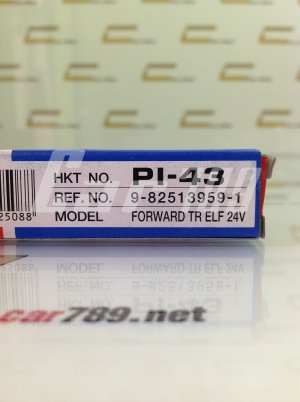 HKT NO. PI-43
REF. NO. 9-82513959-1
MODEL FORWARD TR ELF 24V
25088"
car789.net